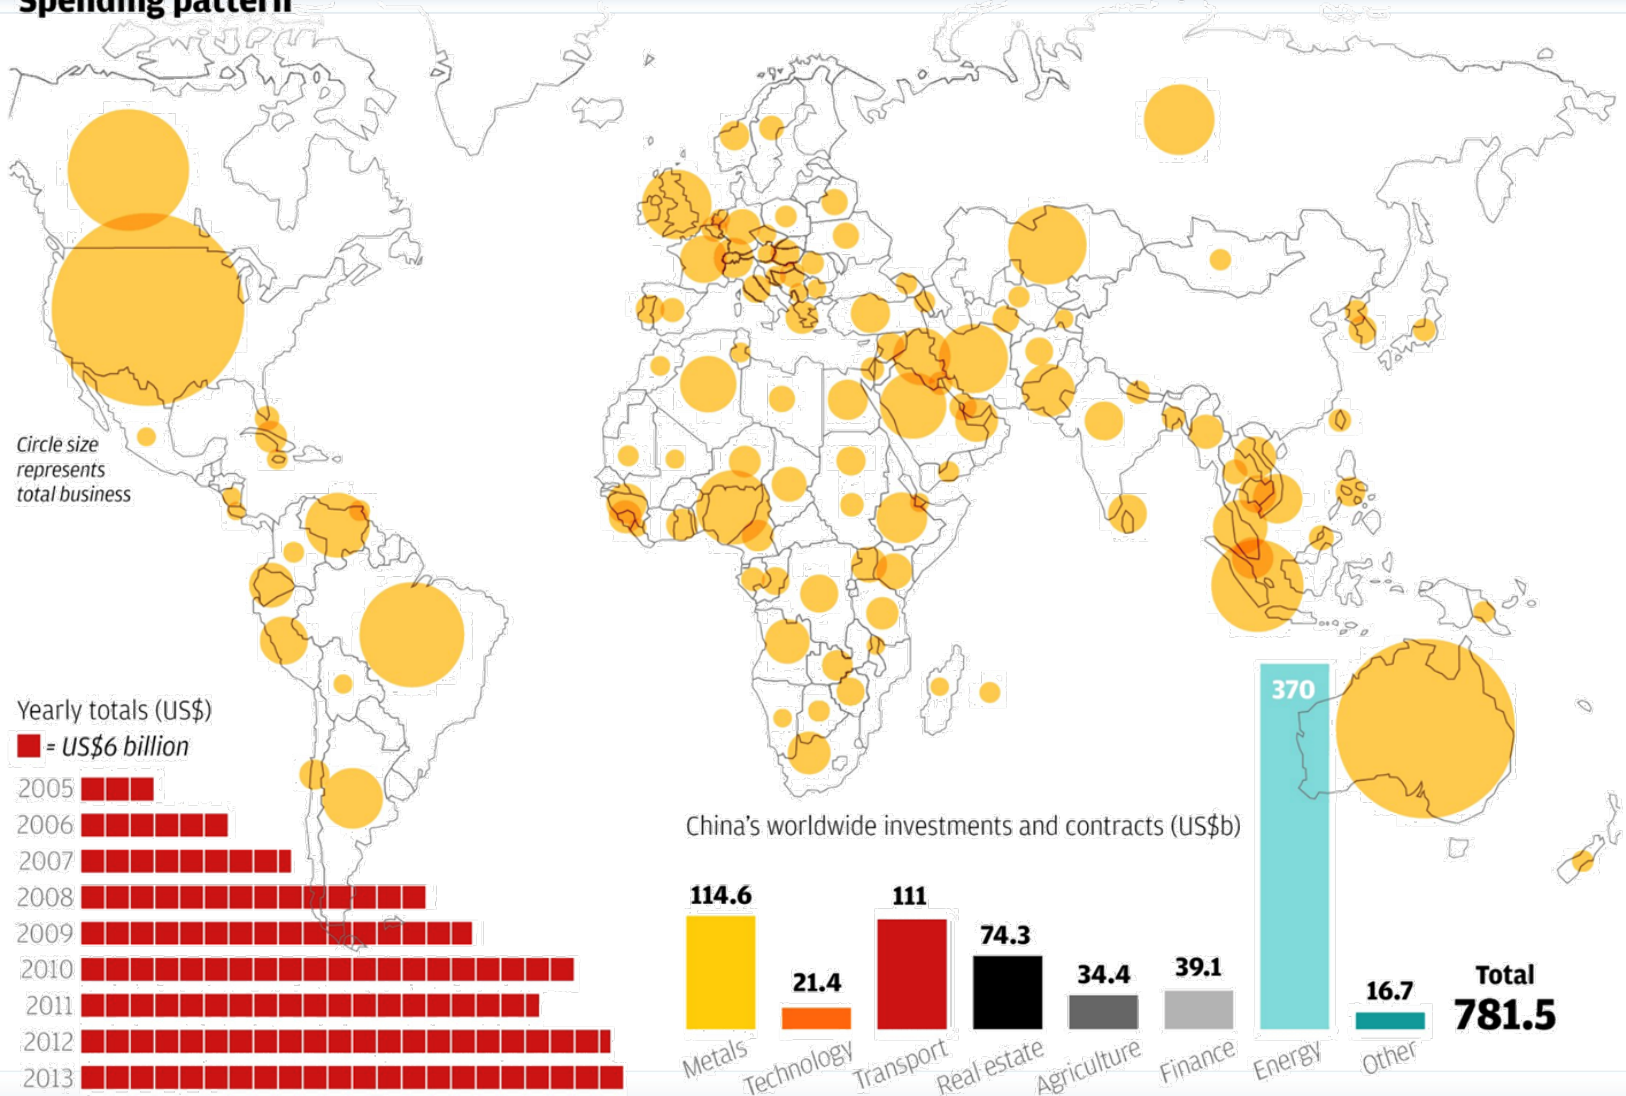 Spending pattern
Circle size
represents
total business
Yearly totals (US$)
= US$6 billion
2005
2006
2007
2008
2009
2010
2011
2012
2013
China's worldwide investments and contracts (US$b)
114.6
21.4
111
74.3
34.4
39.1
370
16.7
Metals
Technology
Transport
Real estate
Agriculture
Finance
Energy
Other
Total
781.5